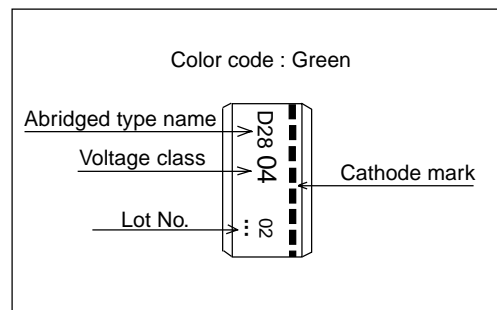 Color code : Green
Abridged type name
Voltage class
Lot No.
D28 04
... 02
Cathode mark